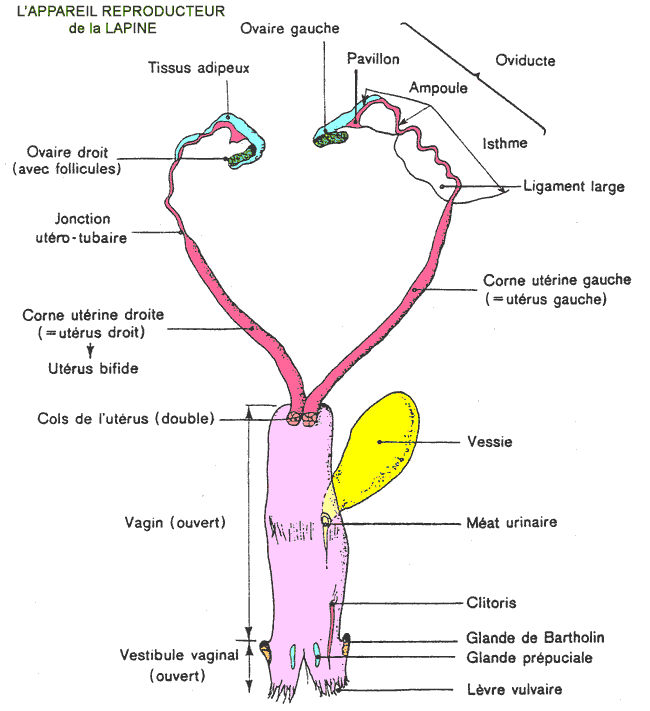 L'APPAREIL REPRODUCTEUR
de la LAPINE
Ovaire gauche
Tissus adipeux
Pavillon
Oviducte
Ampoule
Isthme
Ovaire droit
(avec follicules)
Ligament large
Jonction
utéro-tubaire
Corne utérine gauche
(=utérus gauche)
Corne utérine droite
(=utérus droit)
Utérus bifide
Cols de l'utérus (double)
Vessie
Vagin (ouvert)
Méat urinaire
Clitoris
Glande de Bartholin
Vestibule vaginal
(ouvert)
Glande prépuciale
Lèvre vulvaire